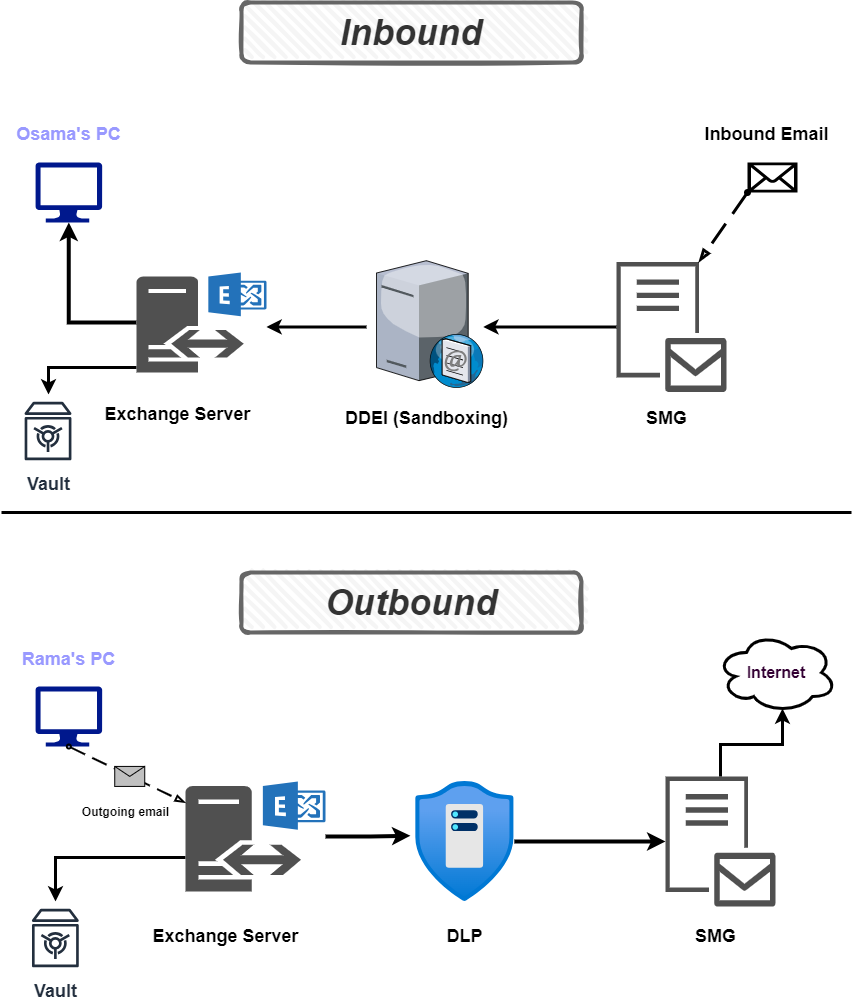 Inbound
Osama's PC
Inbound Email
E
@
Exchange Server
DDEI (Sandboxing)
SMG
Vault
Outbound
Rama's PC
Internet
Outgoing email
E
Exchange Server
DLP
SMG
Vault